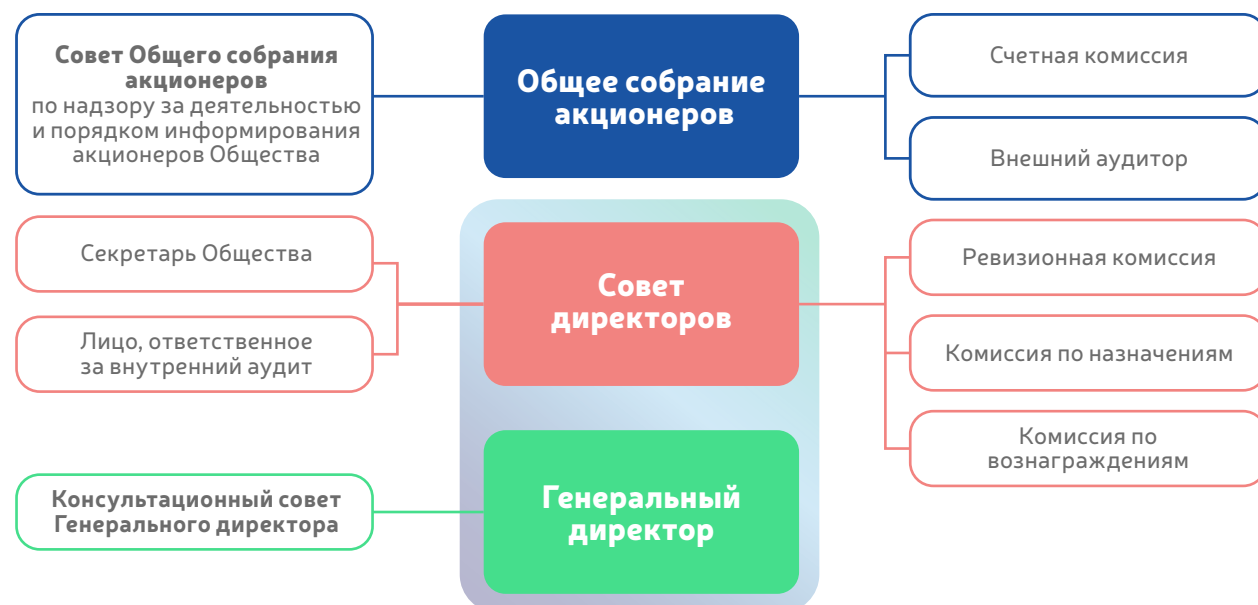 Совет Общего собрания
акционеров
по надзору за деятельностью
и порядком информирования
акционеров Общества
Общее собрание
акционеров
Счетная комиссия
Внешний аудитор
Секретарь Общества
Лицо, ответственное
за внутренний аудит
Совет
директоров
Ревизионная комиссия
Комиссия по назначениям
Комиссия по
вознаграждениям
Консультационный совет
Генерального директора
Генеральный
директор